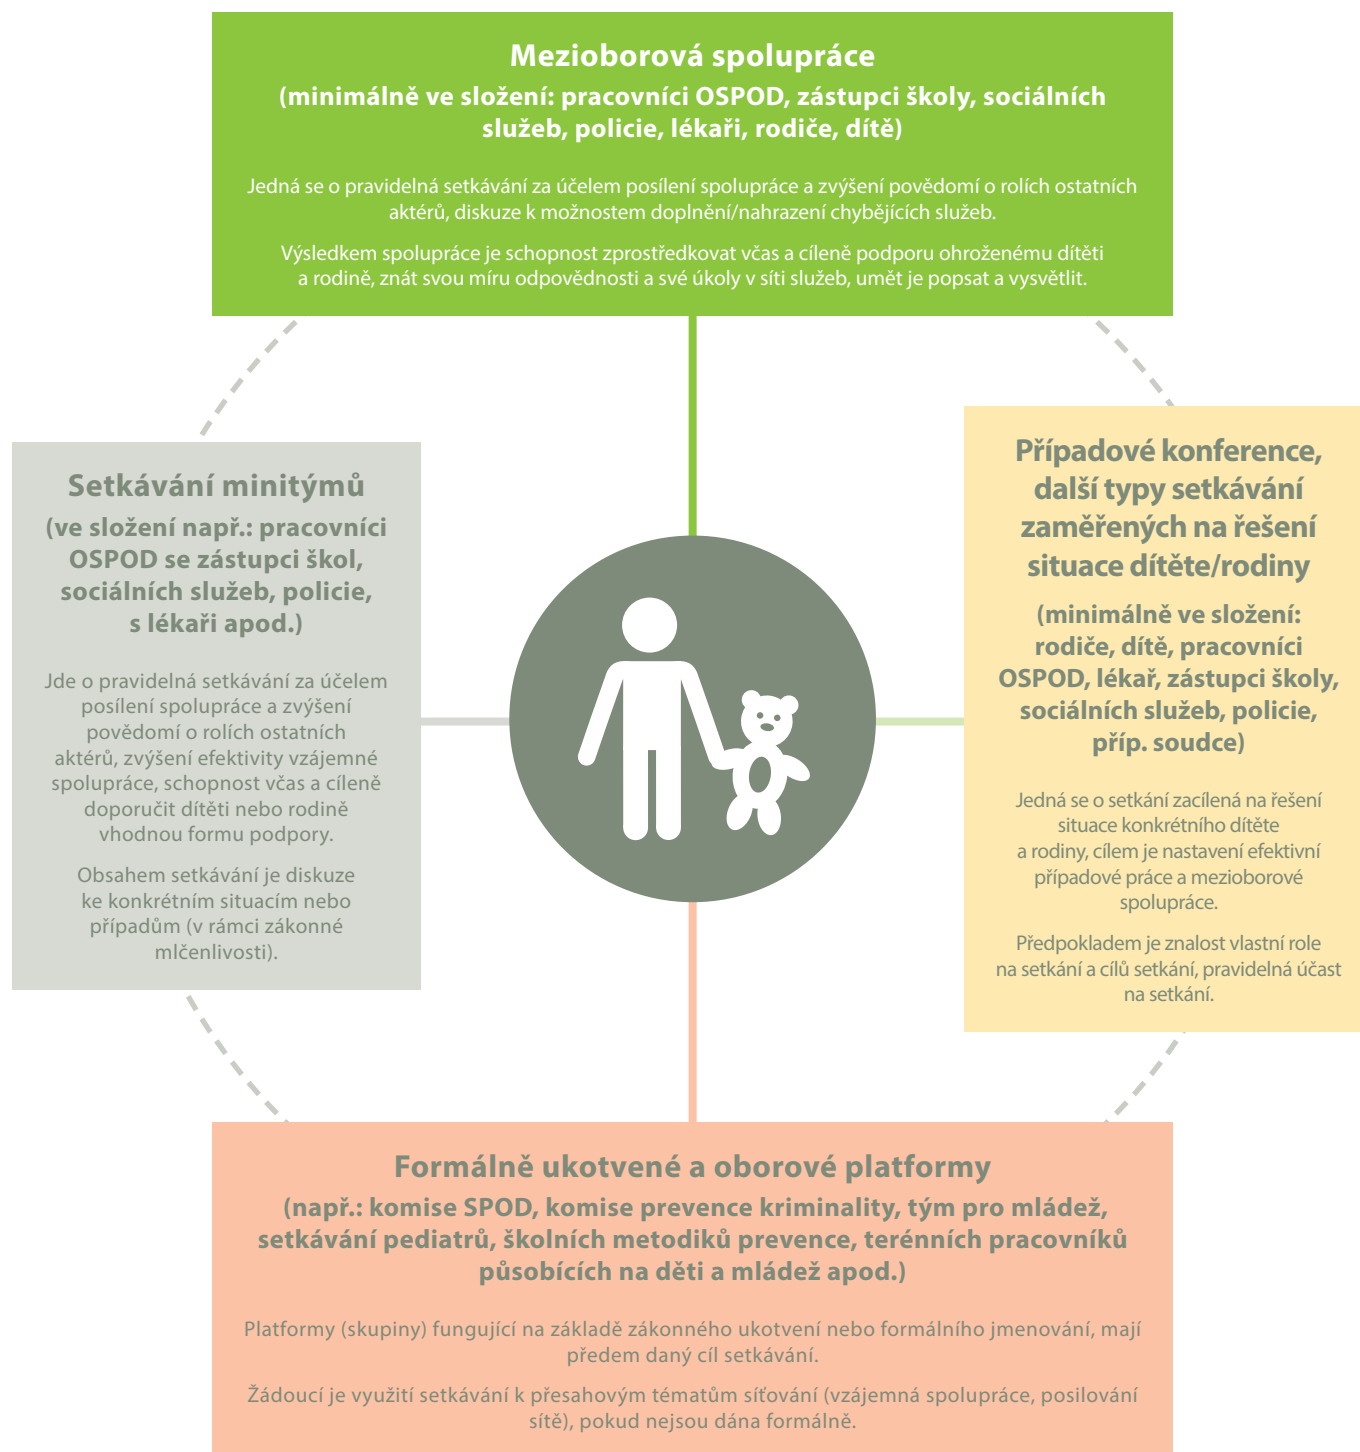 Mezioborová spolupráce
(minimálně ve složení: pracovníci OSPOD, zástupci školy, sociálních
služeb, policie, lékaři, rodiče, dítě)
Jedná se o pravidelná setkávání za účelem posílení spolupráce a zvýšení povědomí o rolích ostatních
aktérů, diskuze k možnostem doplnění/nahrazení chybějících služeb.
Výsledkem spolupráce je schopnost zprostředkovat včas a cíleně podporu ohroženému dítěti
a rodině, znát svou míru odpovědnosti a své úkoly v síti služeb, umět je popsat a vysvětlit.
Setkávání minitýmů
(ve složení např.: pracovníci
OSPOD se zástupci škol,
sociálních služeb, policie,
s lékaři apod.)
Jde o pravidelná setkávání za účelem
posílení spolupráce a zvýšení
povědomí o rolích ostatních
aktérů, zvýšení efektivity vzájemné
spolupráce, schopnost včas a cíleně
doporučit dítěti nebo rodině
vhodnou formu podpory.
Obsahem setkávání je diskuze
ke konkrétním situacím nebo
případům (v rámci zákonné
mlčenlivosti).
Případové konference,
další typy setkávání
zaměřených na řešení
situace dítěte/rodiny
(minimálně ve složení:
rodiče, dítě, pracovníci
OSPOD, lékař, zástupci školy,
sociálních služeb, policie,
příp. soudce)
Jedná se o setkání zacílená na řešení
situace konkrétního dítěte
a rodiny, cílem je nastavení efektivní
případové práce a mezioborové
spolupráce.
Předpokladem je znalost vlastní role
na setkání a cílů setkání, pravidelná účast
na setkání.
Formálně ukotvené a oborové platformy
(např.: komise SPOD, komise prevence kriminality, tým pro mládež,
setkávání pediatrů, školních metodiků prevence, terénních pracovníků
působících na děti a mládež apod.)
Platformy (skupiny) fungující na základě zákonného ukotvení nebo formálního jmenování, mají
předem daný cíl setkávání.
Žádoucí je využití setkávání k přesahovým tématům síťování (vzájemná spolupráce, posilování
sítě), pokud nejsou dána formálně.